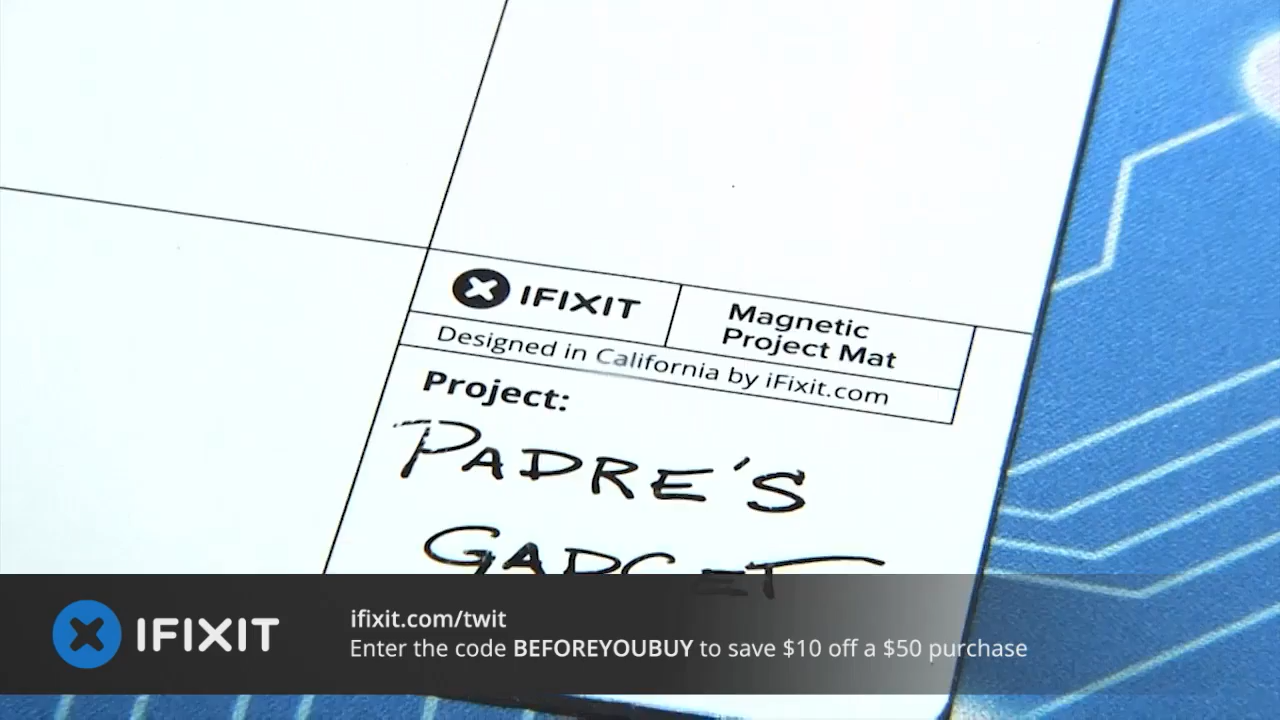 IFIXIT
Magnetic
Project Mat
Designed in California by iFixit.com
Project:
PADRE'S
GADGET
IFIXIT
ifixit.com/twit
Enter the code BEFOREYOUBUY to save $10 off a $50 purchase